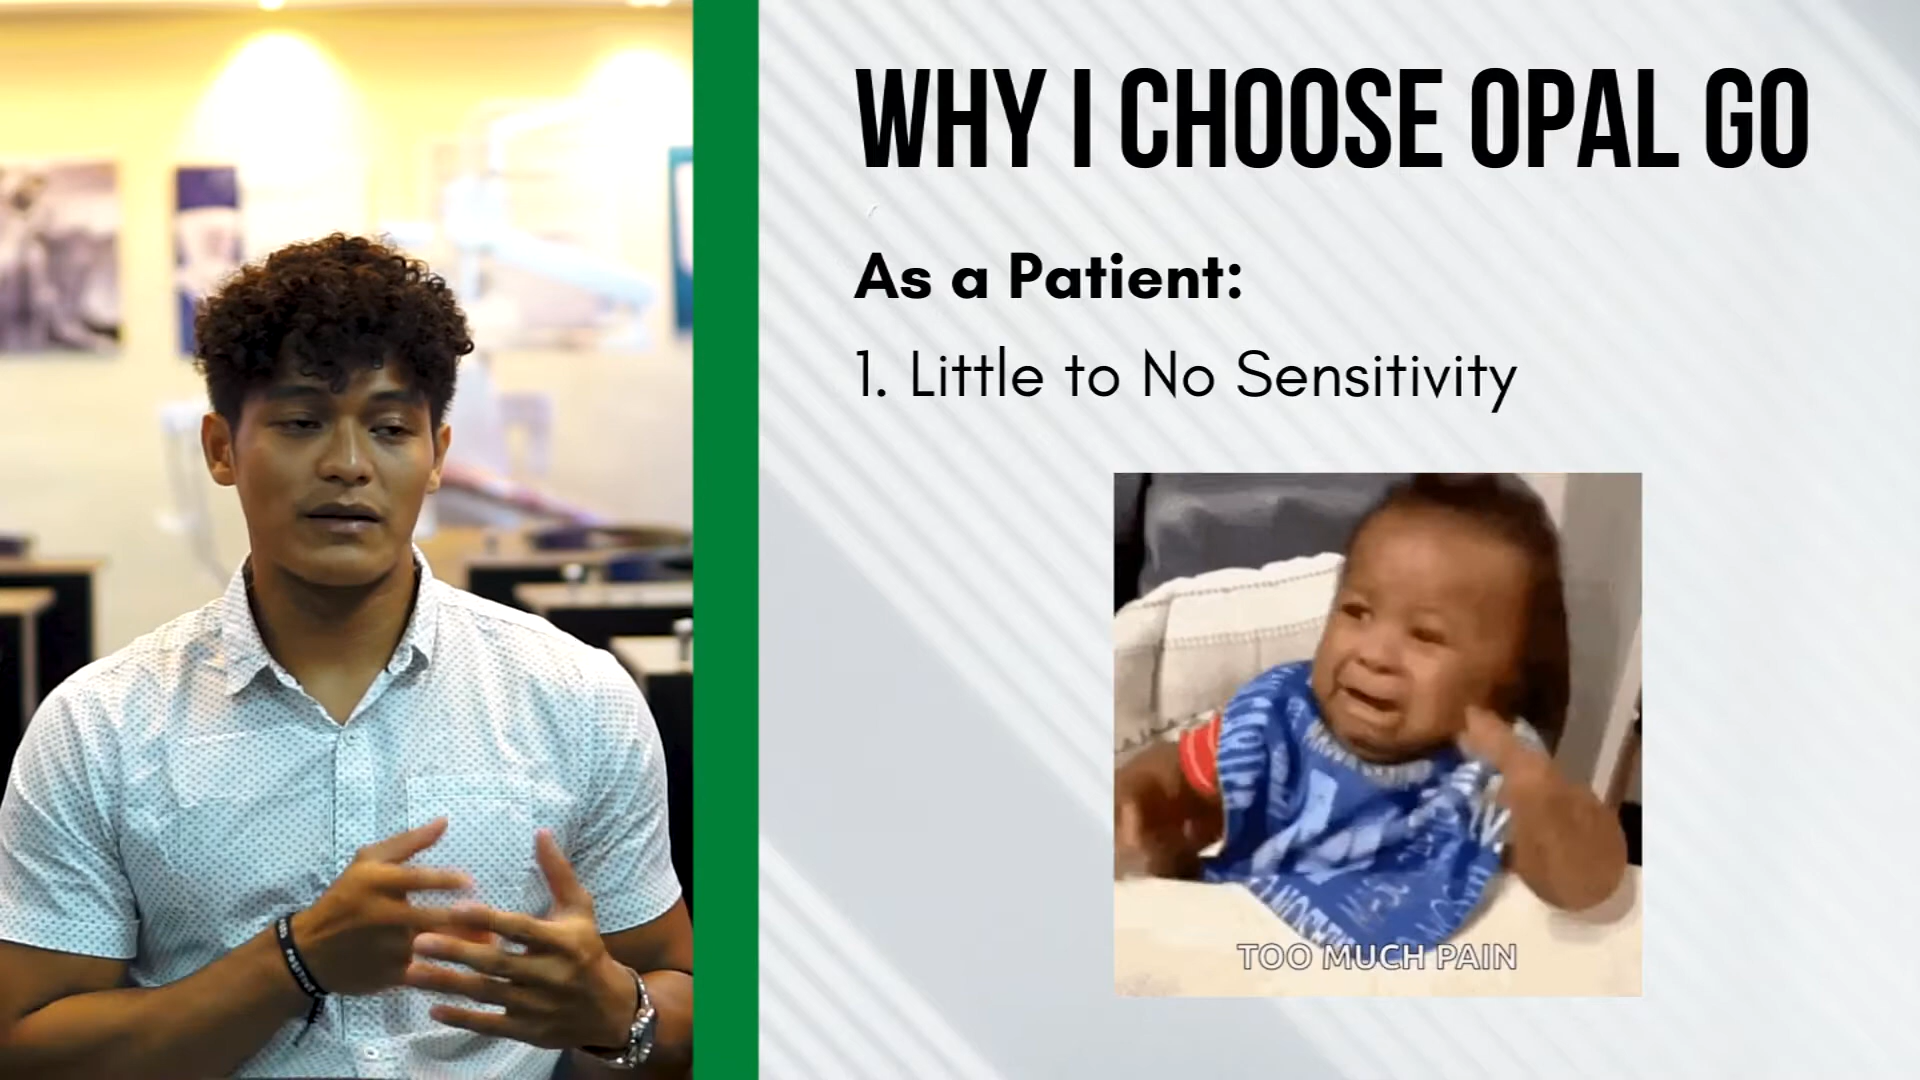 WHY I CHOOSE OPAL GO
As a Patient:
1. Little to No Sensitivity
TOO MUCH PAIN